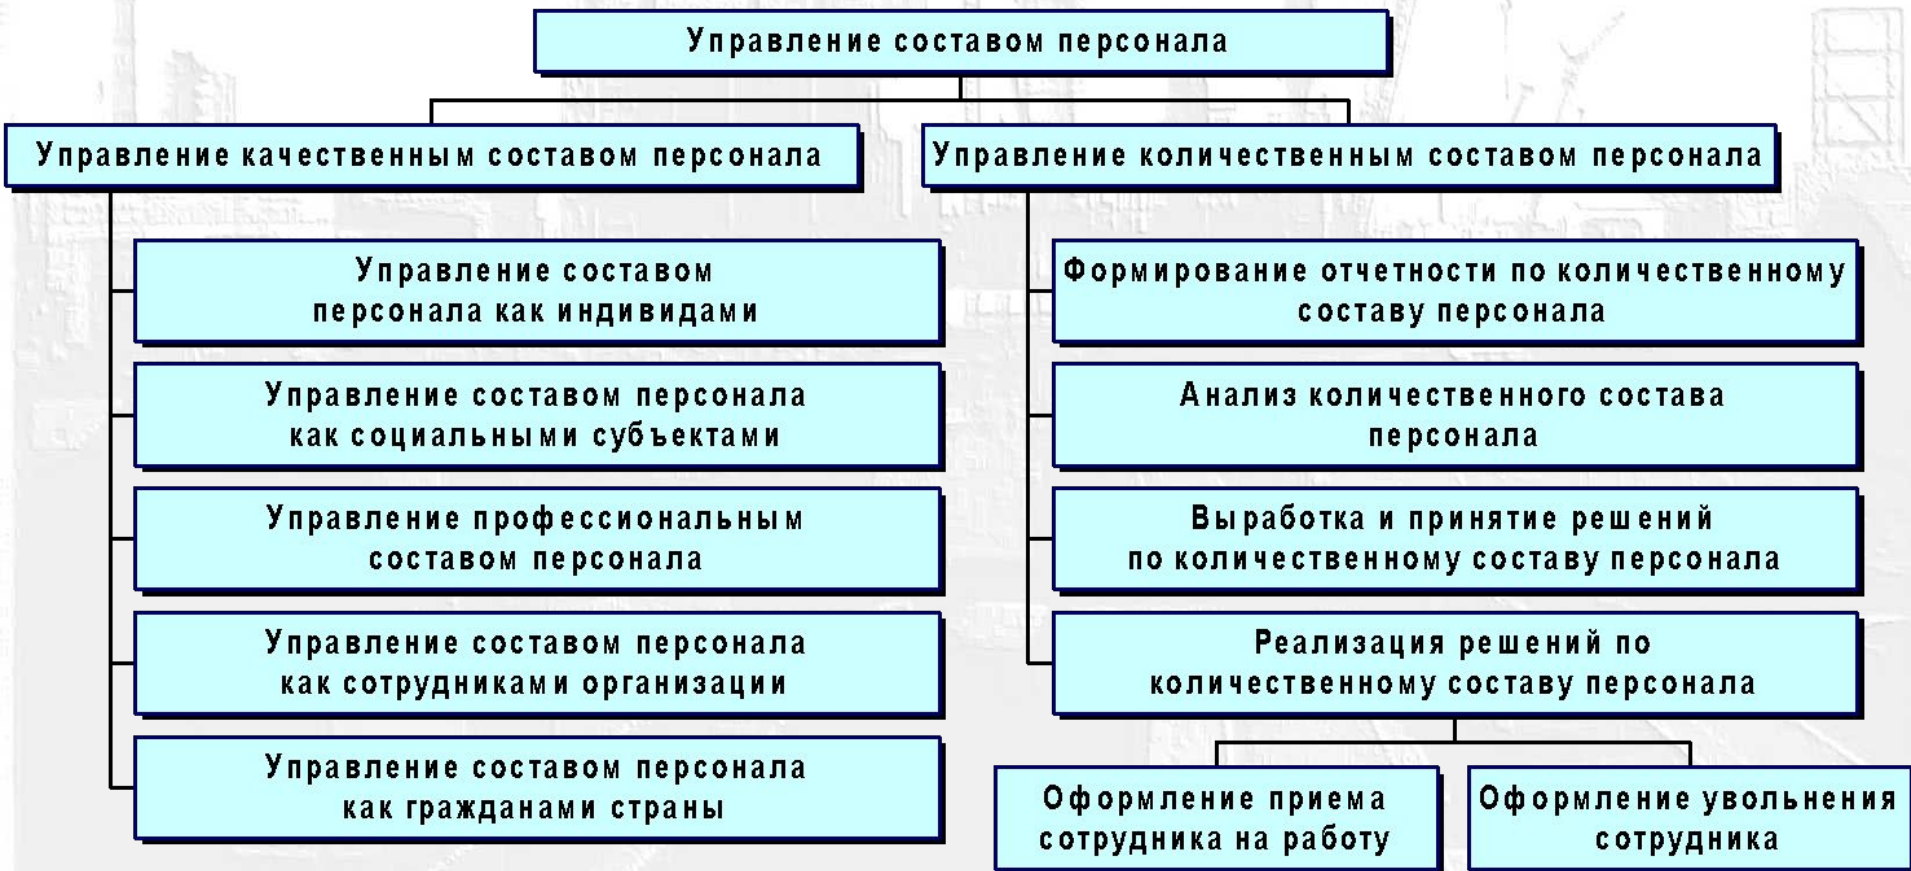 Управление составом персонала
Управление качественным составом персонала
Управление количественным составом персонала
Управление составом
персонала как индивидами
Управление составом персонала
как социальными субъектами
Управление профессиональным
составом персонала
Управление составом персонала
как сотрудниками организации
Управление составом персонала
как гражданами страны
Формирование отчетности по количественному
составу персонала
Анализ количественного состава
персонала
Выработка и принятие решений
по количественному составу персонала
Реализация решений по
количественному составу персонала
Оформление приема
сотрудника на работу
Оформление увольнения
сотрудника